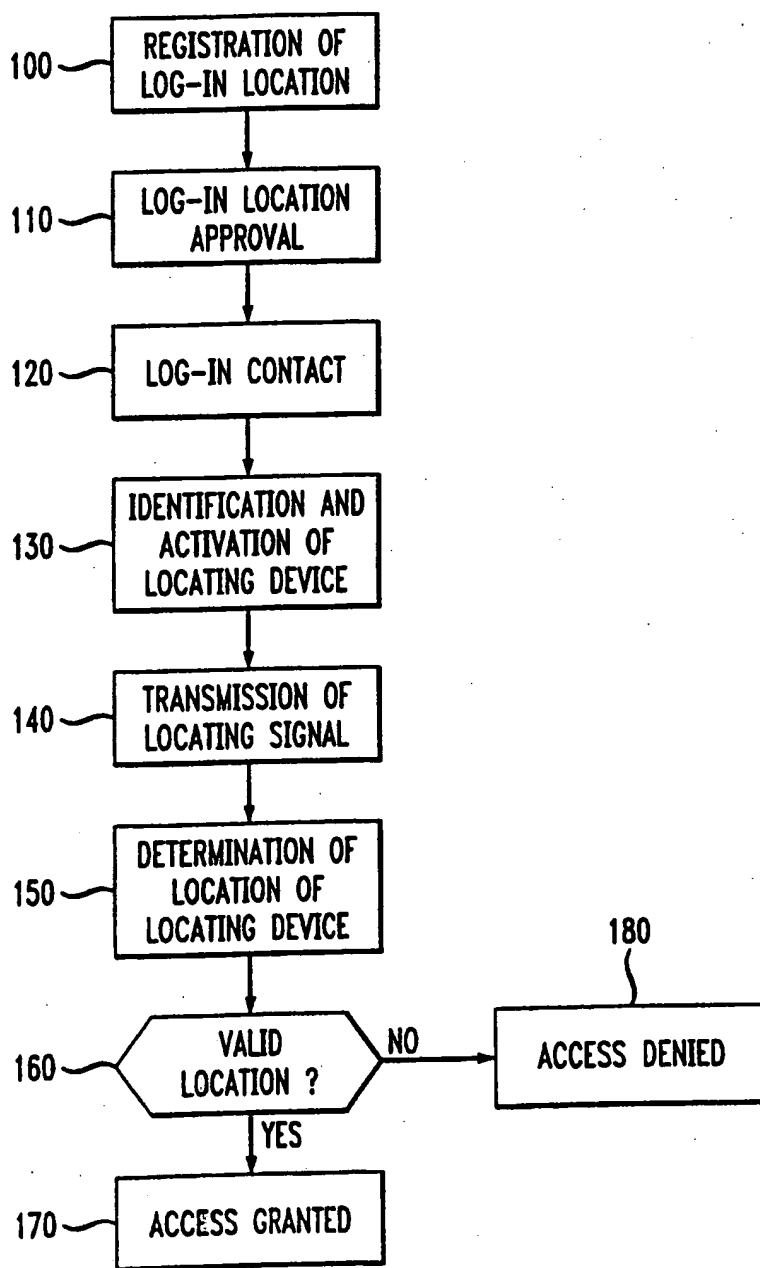 100
REGISTRATION OF
LOG-IN LOCATION
110
LOG-IN LOCATION
APPROVAL
120
LOG-IN CONTACT
130
IDENTIFICATION AND
ACTIVATION OF
LOCATING DEVICE
140
TRANSMISSION OF
LOCATING SIGNAL
150
DETERMINATION OF
LOCATION OF
LOCATING DEVICE
160
VALID
LOCATION ?
NO
180
ACCESS DENIED
YES
170
ACCESS GRANTED